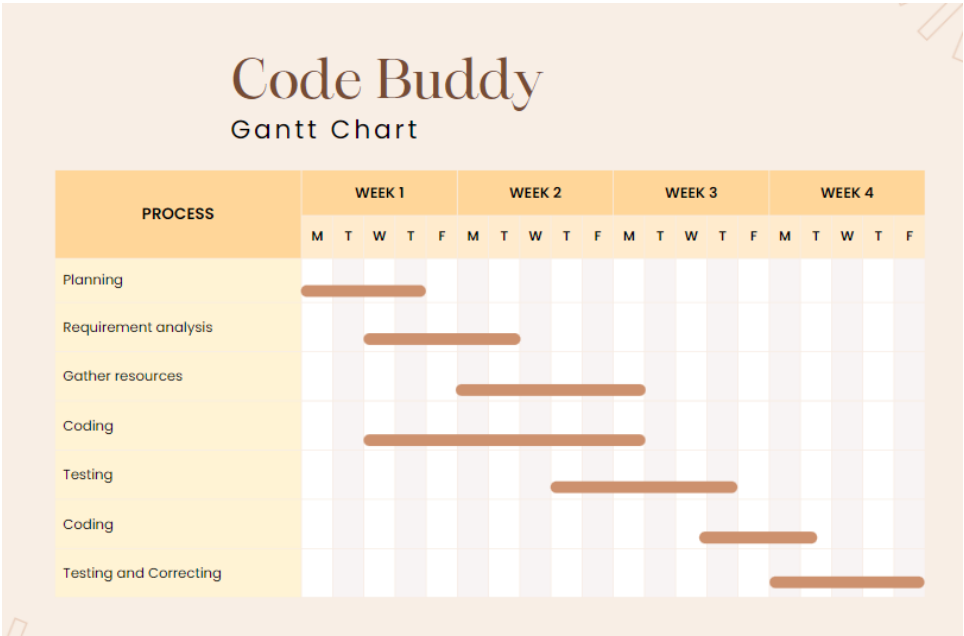 Code Buddy
Gantt Chart
PROCESS WEEK 1 WEEK 2 WEEK 3 WEEK 4
M T W T F M T W T F M T W T F M T W T F
Planning
Requirement analysis
Gather resources
Coding
Testing
Coding
Testing and Correcting